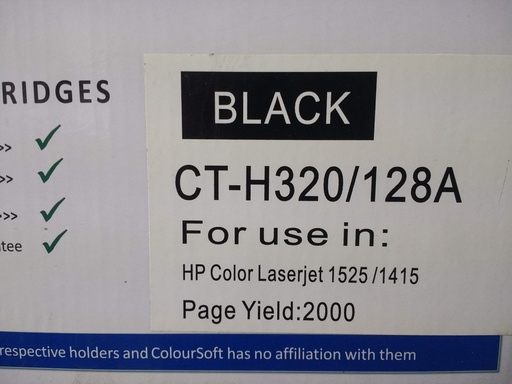 RIDGES
BLACK
CT-H320/128A
For use in:
HP Color Laserjet 1525 /1415
Page Yield:2000
>>
>>
>>>
tee
respective holders and ColourSoft has no affiliation with them